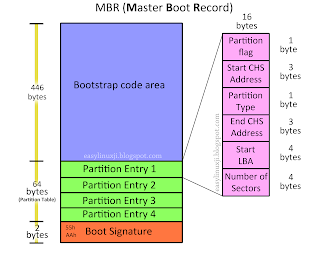 MBR (Master Boot Record)
446
bytes
64
bytes
(Partition Table)
2
bytes
Bootstrap code area
easylinuxji.blogspot.com
Partition Entry 1
Partition Entry 2
Partition Entry 3
Partition Entry 4
55h
AAh
Boot Signature
16
bytes
Partition
flag
1
byte
Start CHS
Address
3
bytes
Partition
Type
1
byte
End CHS
Address
3
bytes
Start
LBA
4
bytes
Number of
Sectors
4
bytes
easylinuxji.blogspot.com